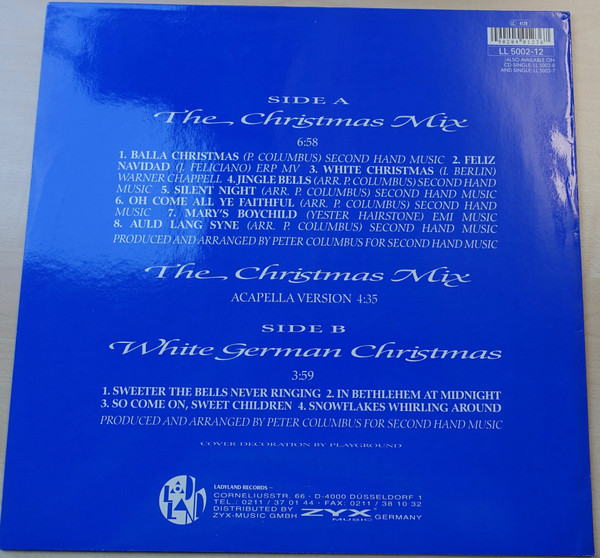 LL 5002-12
ALSO AVAILABLE ON
CD-SINGLE: LL 5002-8
AND SINGLE: LL 5002-7
SIDE A
The Christmas Mix
6:58
1. BALLA CHRISTMAS (P. COLUMBUS) SECOND HAND MUSIC 2. FELIZ
NAVIDAD (J. FELICIANO) ERP MV 3. WHITE CHRISTMAS (I. BERLIN)
WARNER CHAPPELL 4. JINGLE BELLS (ARR. P. COLUMBUS) SECOND HAND
MUSIC 5. SILENT NIGHT (ARR. P. COLUMBUS) SECOND HAND MUSIC
6. OH COME ALL YE FAITHFUL (ARR. P. COLUMBUS) SECOND HAND
MUSIC 7. MARY'S BOYCHILD (YESTER HAIRSTONE) EMI MUSIC
8. AULD LANG SYNE (ARR. P. COLUMBUS) SECOND HAND MUSIC
PRODUCED AND ARRANGED BY PETER COLUMBUS FOR SECOND HAND MUSIC
The Christmas Mix
ACAPELLA VERSION 4:35
SIDE B
White German Christmas
3:59
1. SWEETER THE BELLS NEVER RINGING 2. IN BETHLEHEM AT MIDNIGHT
3. SO COME ON, SWEET CHILDREN 4. SNOWFLAKES WHIRLING AROUND
PRODUCED AND ARRANGED BY PETER COLUMBUS FOR SECOND HAND MUSIC
COVER DECORATION BY PLAYGROUND
LADYLAND RECORDS –
CORNELIUSSTR. 66 - D-4000 DÜSSELDORF 1
TEL.: 0211 / 37 01 44 - FAX: 0211 / 38 10 32
DISTRIBUTED BY
ZYX-MUSIC GMBH ZYX MUSIC GERMANY